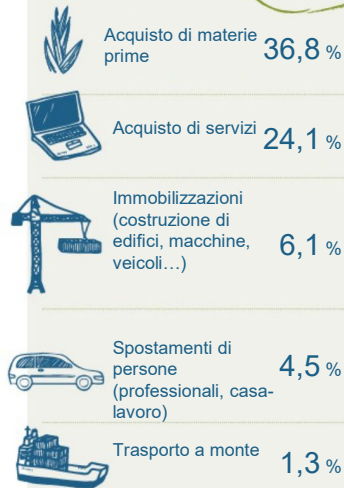 Acquisto di materie
prime
36,8 %
Acquisto di servizi
24,1 %
Immobilizzazioni
(costruzione di
edifici, macchine,
veicoli…)
6,1 %
Spostamenti di
persone
(professionali, casa-
lavoro)
4,5 %
Trasporto a monte
1,3 %